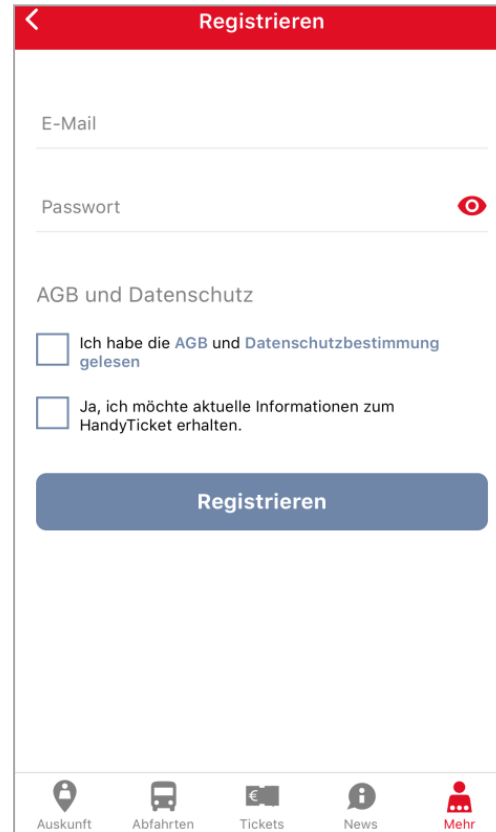 Registrieren
E-Mail
Passwort
AGB und Datenschutz
Ich habe die AGB und Datenschutzbestimmung
gelesen
Ja, ich möchte aktuelle Informationen zum
HandyTicket erhalten.
Registrieren
Auskunft Abfahrten Tickets News Mehr